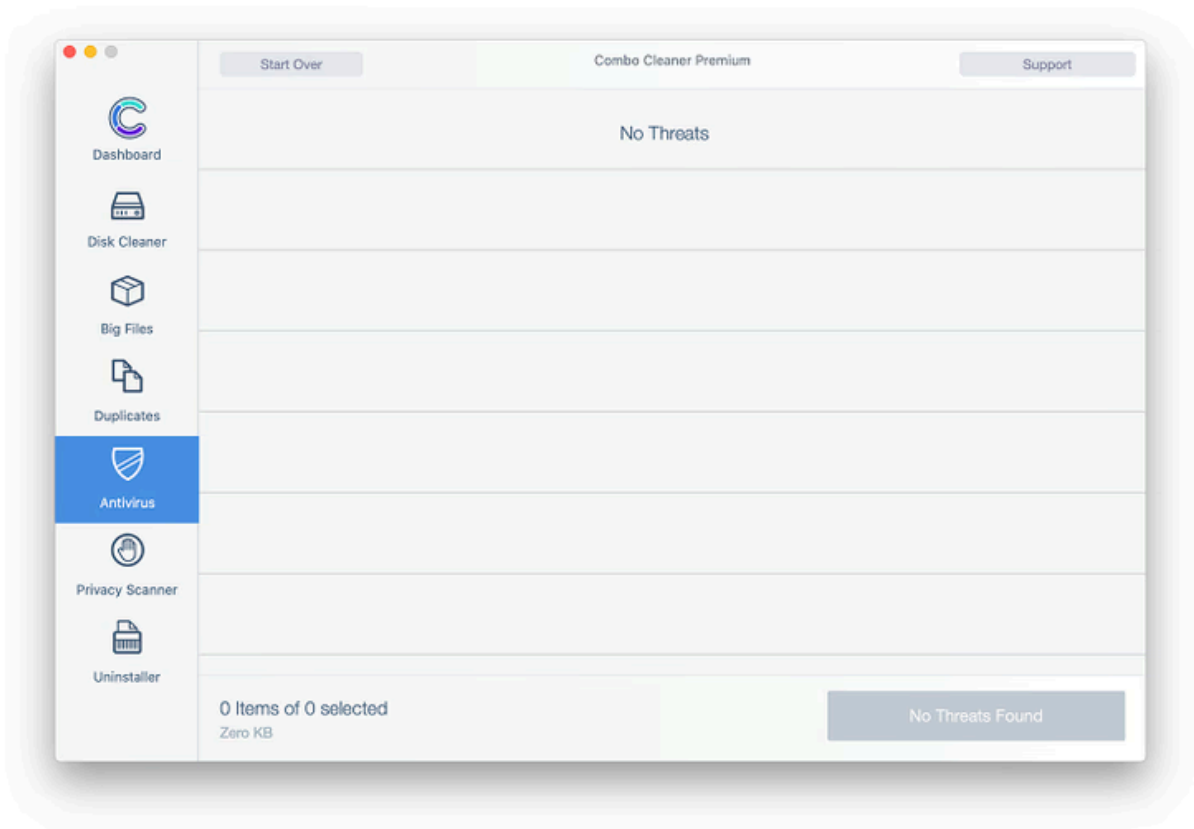 Start Over
Combo Cleaner Premium
Support
Dashboard
Disk Cleaner
Big Files
Duplicates
Antivirus
Privacy Scanner
Uninstaller
No Threats
0 Items of 0 selected
Zero KB
No Threats Found